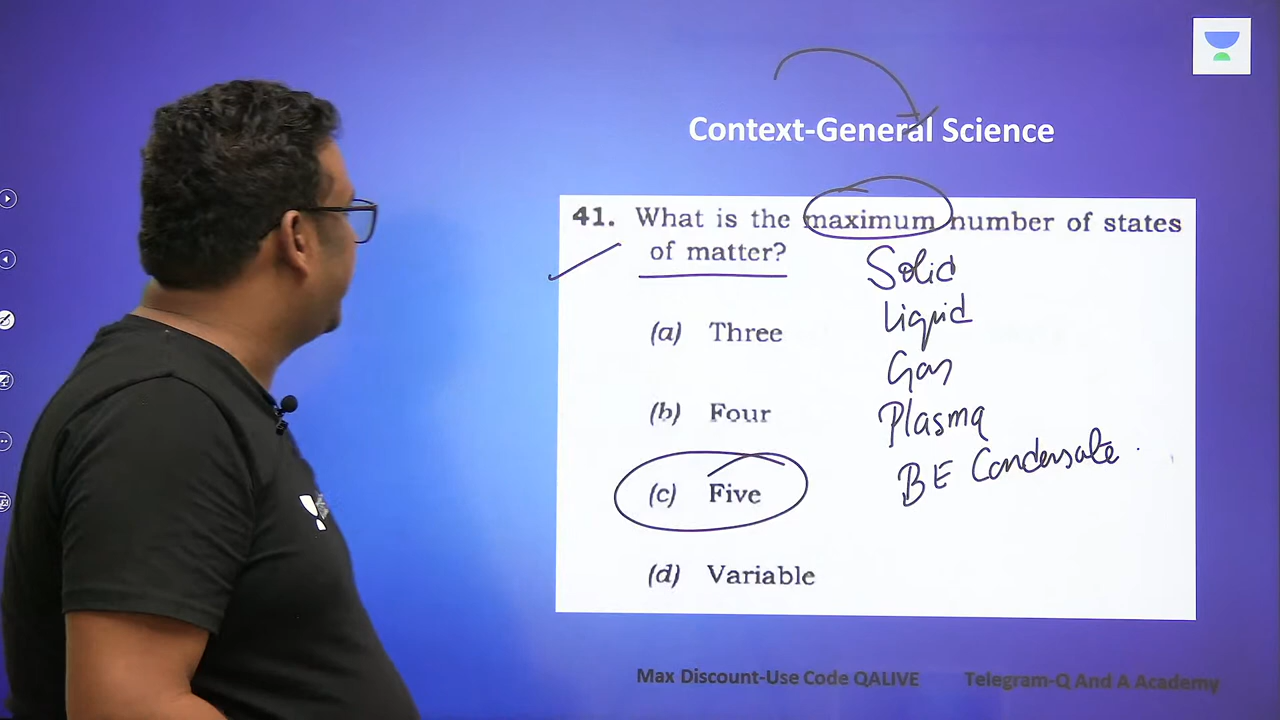 Context-General Science
41. What is the maximum number of states
of matter?
Solid
Liquid
(a) Three
Gas
(b) Four
Plasma
BE Condensate.
(c) Five
(d) Variable
Max Discount-Use Code QALIVE
Telegram-Q And A Academy